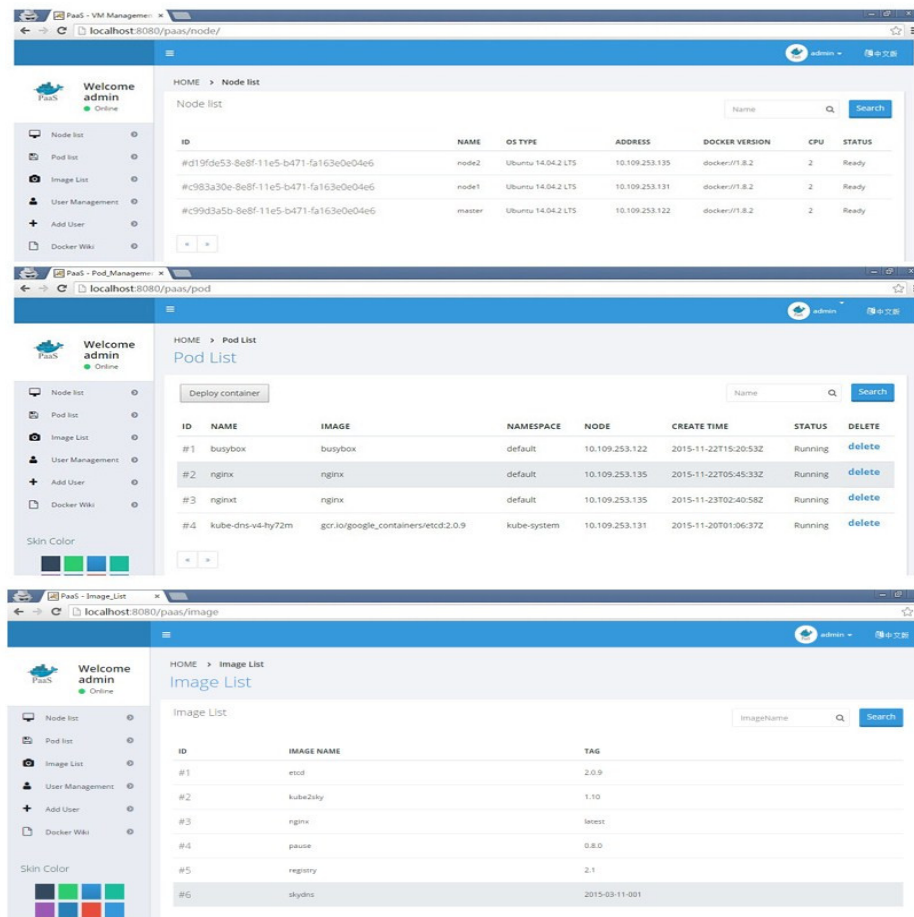 PaaS - VM Managemen
localhost:8080/paas/node/
admin
中文版
PaaS
Welcome
admin
Online
HOME > Node list
Node list
Name
Search
Node list
Pod list
Image List
User Management
Add User
Docker Wiki
ID NAME OS TYPE ADDRESS DOCKER VERSION CPU STATUS
#d19fde53-8e8f-11e5-b471-fa163e0e04e6 node2 Ubuntu 14.04.2 LTS 10.109.253.135 docker://1.8.2 2 Ready
#c983a30e-8e8f-11e5-b471-fa163e0e04e6 node1 Ubuntu 14.04.2 LTS 10.109.253.131 docker://1.8.2 2 Ready
#c99d3a5b-8e8f-11e5-b471-fa163e0e04e6 master Ubuntu 14.04.2 LTS 10.109.253.122 docker://1.8.2 2 Ready
« »
PaaS - Pod_Managemen
localhost:8080/paas/pod
admin
中文版
PaaS
Welcome
admin
Online
HOME > Pod List
Pod List
Node list
Pod list
Image List
User Management
Add User
Docker Wiki
Skin Color
Deploy container
Name
Search
ID NAME IMAGE NAMESPACE NODE CREATE TIME STATUS DELETE
#1 busybox busybox default 10.109.253.122 2015-11-22T15:20:53Z Running delete
#2 nginx nginx default 10.109.253.135 2015-11-22T05:45:33Z Running delete
#3 nginxt nginx default 10.109.253.135 2015-11-23T02:40:58Z Running delete
#4 kube-dns-v4-hy72m gcr.io/google_containers/etcd:2.0.9 kube-system 10.109.253.131 2015-11-20T01:06:37Z Running delete
« »
PaaS - Image_List
localhost:8080/paas/image
admin
中文版
PaaS
Welcome
admin
Online
HOME > Image List
Image List
Node list
Pod list
Image List
User Management
Add User
Docker Wiki
Skin Color
Image List
ImageName
Search
ID IMAGE NAME TAG
#1 etcd 2.0.9
#2 kube2sky 1.10
#3 nginx latest
#4 pause 0.8.0
#5 registry 2.1
#6 skydns 2015-03-11-001